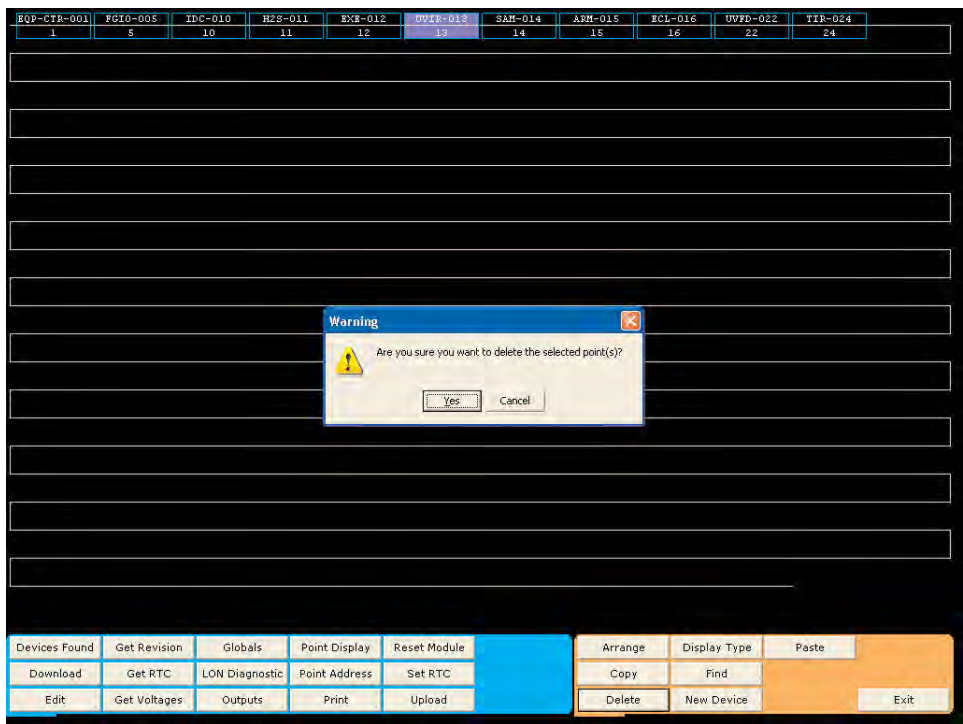 EQP-CTR-001 FGIO-005 IDC-010 H2S-011 EXE-012 UVIR-013 SAM-014 ARM-015 ECL-016 UVFD-022 TIR-024
1 5 10 11 12 13 14 15 16 22 24
Warning
Are you sure you want to delete the selected point(s)?
Yes Cancel
Devices Found Get Revision Globals Point Display Reset Module Arrange Display Type Paste
Download Get RTC LON Diagnostic Point Address Set RTC Copy Find
Edit Get Voltages Outputs Print Upload Delete New Device Exit